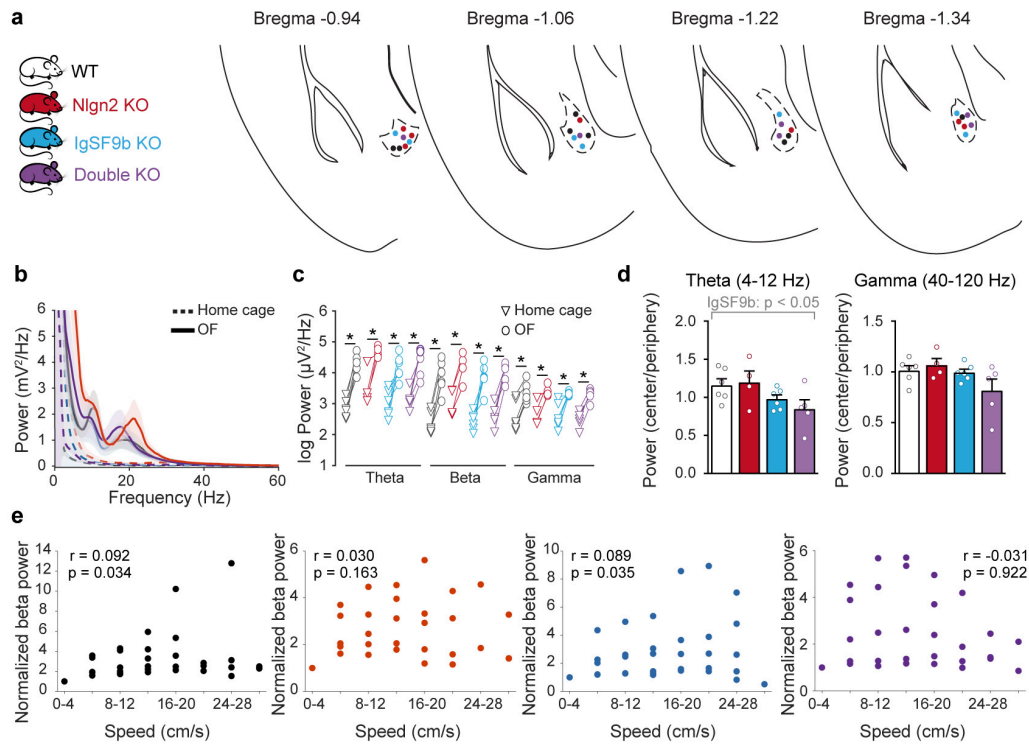 a
Bregma -0.94
Bregma -1.06
Bregma -1.22
Bregma -1.34
WT
Nlgn2 KO
IgSF9b KO
Double KO
b
Power (mV²/Hz)
6
5
4
3
2
1
0
0
20
40
60
Frequency (Hz)
Home cage
OF
c
log Power (µV²/Hz)
6
5
4
3
2
1
Home cage
OF
* * * * * * * * * * * *
Theta
Beta
Gamma
d
Theta (4-12 Hz)
IgSF9b: p < 0.05
Power (center/periphery)
2.0
1.5
1.0
0.5
0.0
Gamma (40-120 Hz)
Power (center/periphery)
1.5
1.0
0.5
0.0
e
Normalized beta power
14
12
10
8
6
4
2
0
r = 0.092
p = 0.034
0-4
8-12
16-20
24-28
Speed (cm/s)
Normalized beta power
6
4
2
0
r = 0.030
p = 0.163
0-4
8-12
16-20
24-28
Speed (cm/s)
Normalized beta power
10
8
6
4
2
0
r = 0.089
p = 0.035
0-4
8-12
16-20
24-28
Speed (cm/s)
Normalized beta power
6
4
2
0
r = -0.031
p = 0.922
0-4
8-12
16-20
24-28
Speed (cm/s)